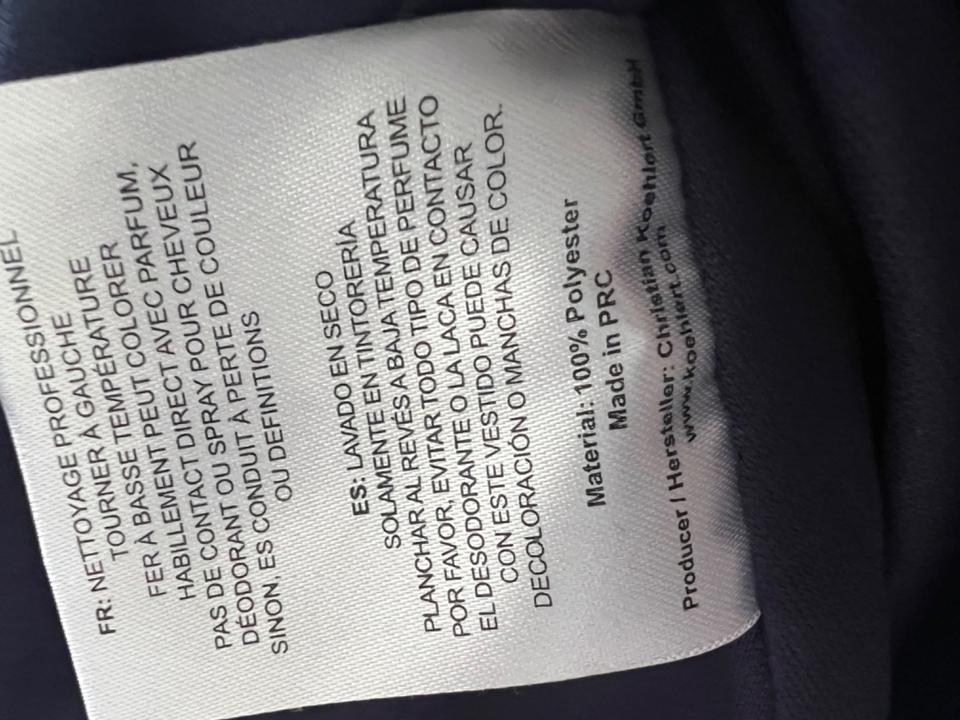 PROFESSIONNEL
FR: NETTOYAGE PROFESSIONNEL
TOURNER À GAUCHE
FER À BASSE TEMPÉRATURE
HABILLEMENT PEUT COLORER
PAS DE CONTACT DIRECT AVEC PARFUM,
DÉODORANT OU SPRAY POUR CHEVEUX
SINON, ES CONDUIT À PERTE DE COULEUR
OU DEFINITIONS
ES: LAVADO EN SECO
SOLAMENTE EN TINTORERÍA
PLANCHAR AL REVÉS A BAJA TEMPERATURA
POR FAVOR, EVITAR TODO TIPO DE PERFUME
EL DESODORANTE O LA LACA EN CONTACTO
CON ESTE VESTIDO PUEDE CAUSAR
DECOLORACIÓN O MANCHAS DE COLOR.
Material: 100% Polyester
Made in PRC
Producer / Hersteller: Christian Koehlert GmbH
www.koehlert.com